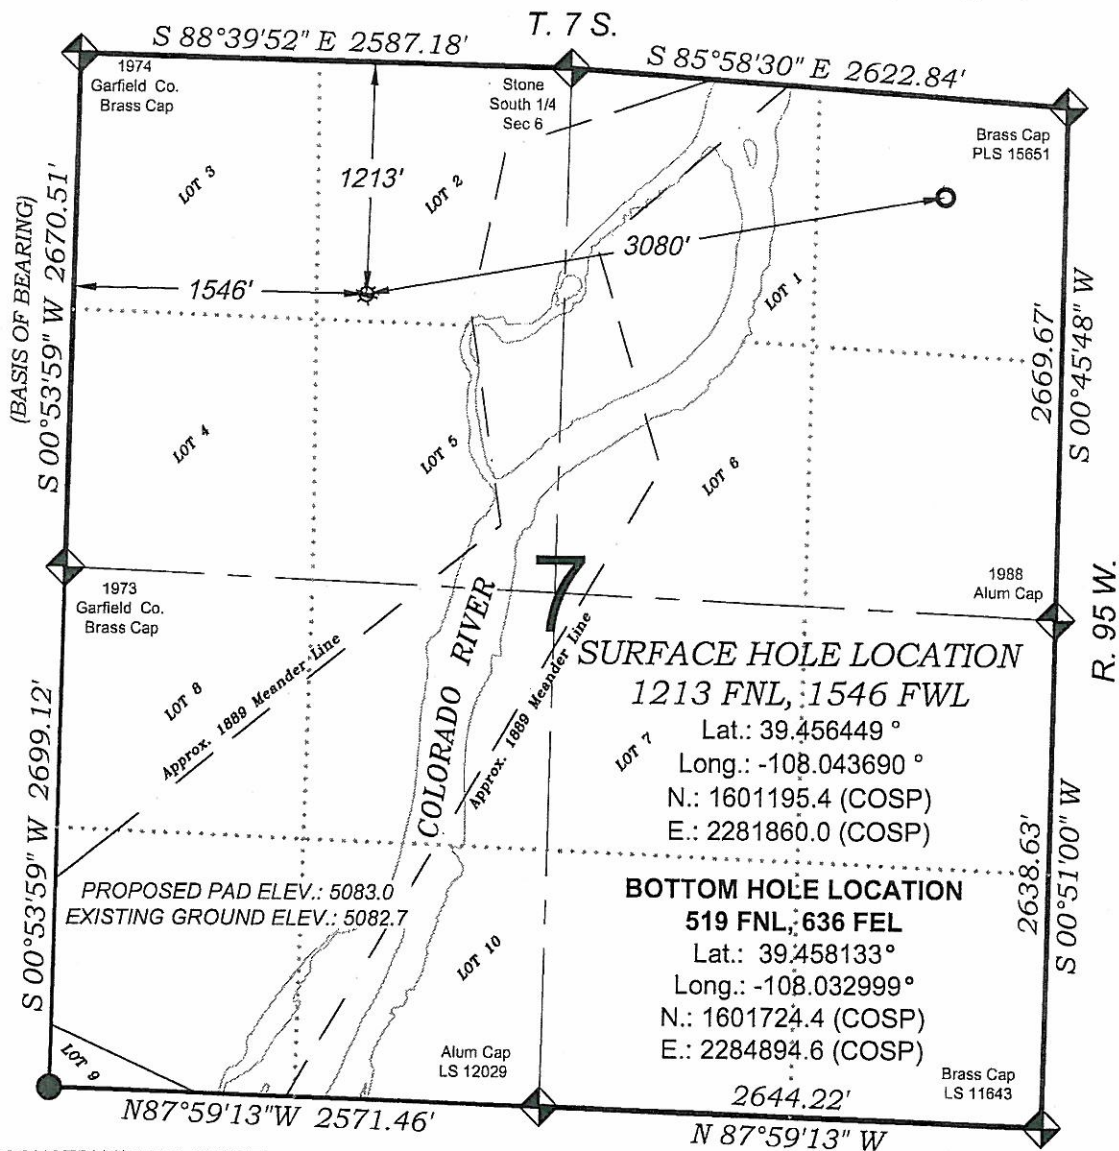 T. 7 S.
S 88°39'52" E 2587.18'
S 85°58'30" E 2622.84'
1974
Garfield Co.
Brass Cap
Stone
South 1/4
Sec 6
Brass Cap
PLS 15651
LOT 3
1213'
LOT 2
3080'
1546'
LOT 1
(BASIS OF BEARING)
S 00°53'59" W 2670.51'
2669.67'
S 00°45'48" W
LOT 4
LOT 5
LOT 6
7
1973
Garfield Co.
Brass Cap
1988
Alum Cap
R. 95 W.
COLORADO RIVER
Approx. 1889 Meander Line
Approx. 1889 Meander Line
LOT 8
LOT 7
SURFACE HOLE LOCATION
1213 FNL, 1546 FWL
Lat.: 39.456449 °
Long.: -108.043690 °
N.: 1601195.4 (COSP)
E.: 2281860.0 (COSP)
S 00°53'59" W 2699.12'
2638.63'
S 00°51'00" W
PROPOSED PAD ELEV.: 5083.0
EXISTING GROUND ELEV.: 5082.7
BOTTOM HOLE LOCATION
519 FNL, 636 FEL
Lat.: 39.458133°
Long.: -108.032999°
N.: 1601724.4 (COSP)
E.: 2284894.6 (COSP)
LOT 10
LOT 9
Alum Cap
LS 12029
Brass Cap
LS 11643
N87°59'13"W 2571.46'
2644.22'
N 87°59'13" W